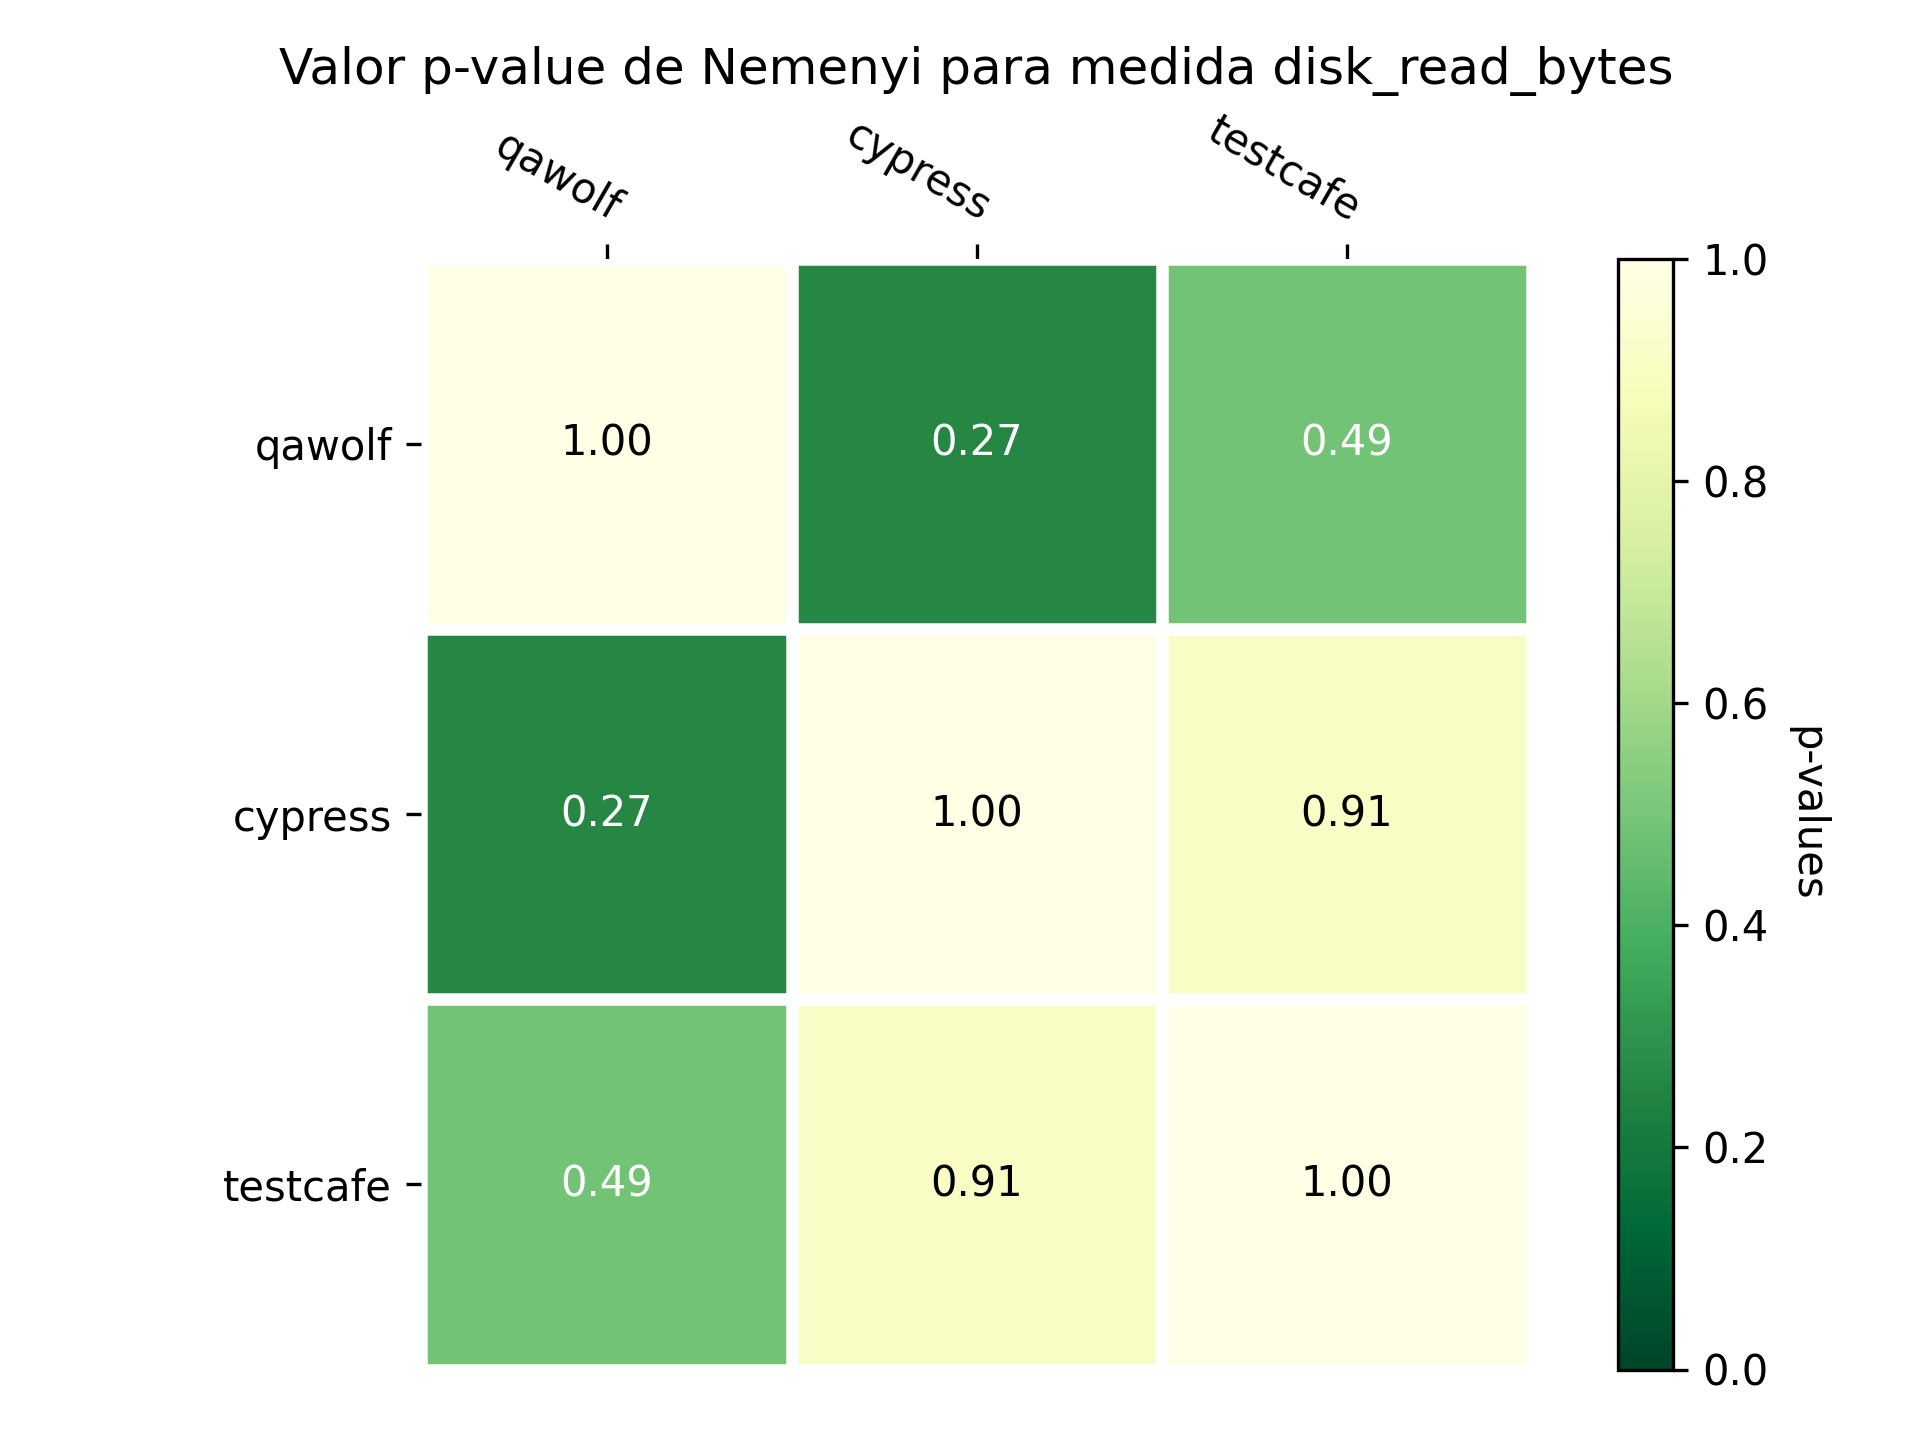 Valor p-value de Nemenyi para medida disk_read_bytes
qawolf
cypress
testcafe
1.0
qawolf
1.00
0.27
0.49
0.8
0.6
p-values
cypress
0.27
1.00
0.91
0.4
0.2
testcafe
0.49
0.91
1.00
0.0